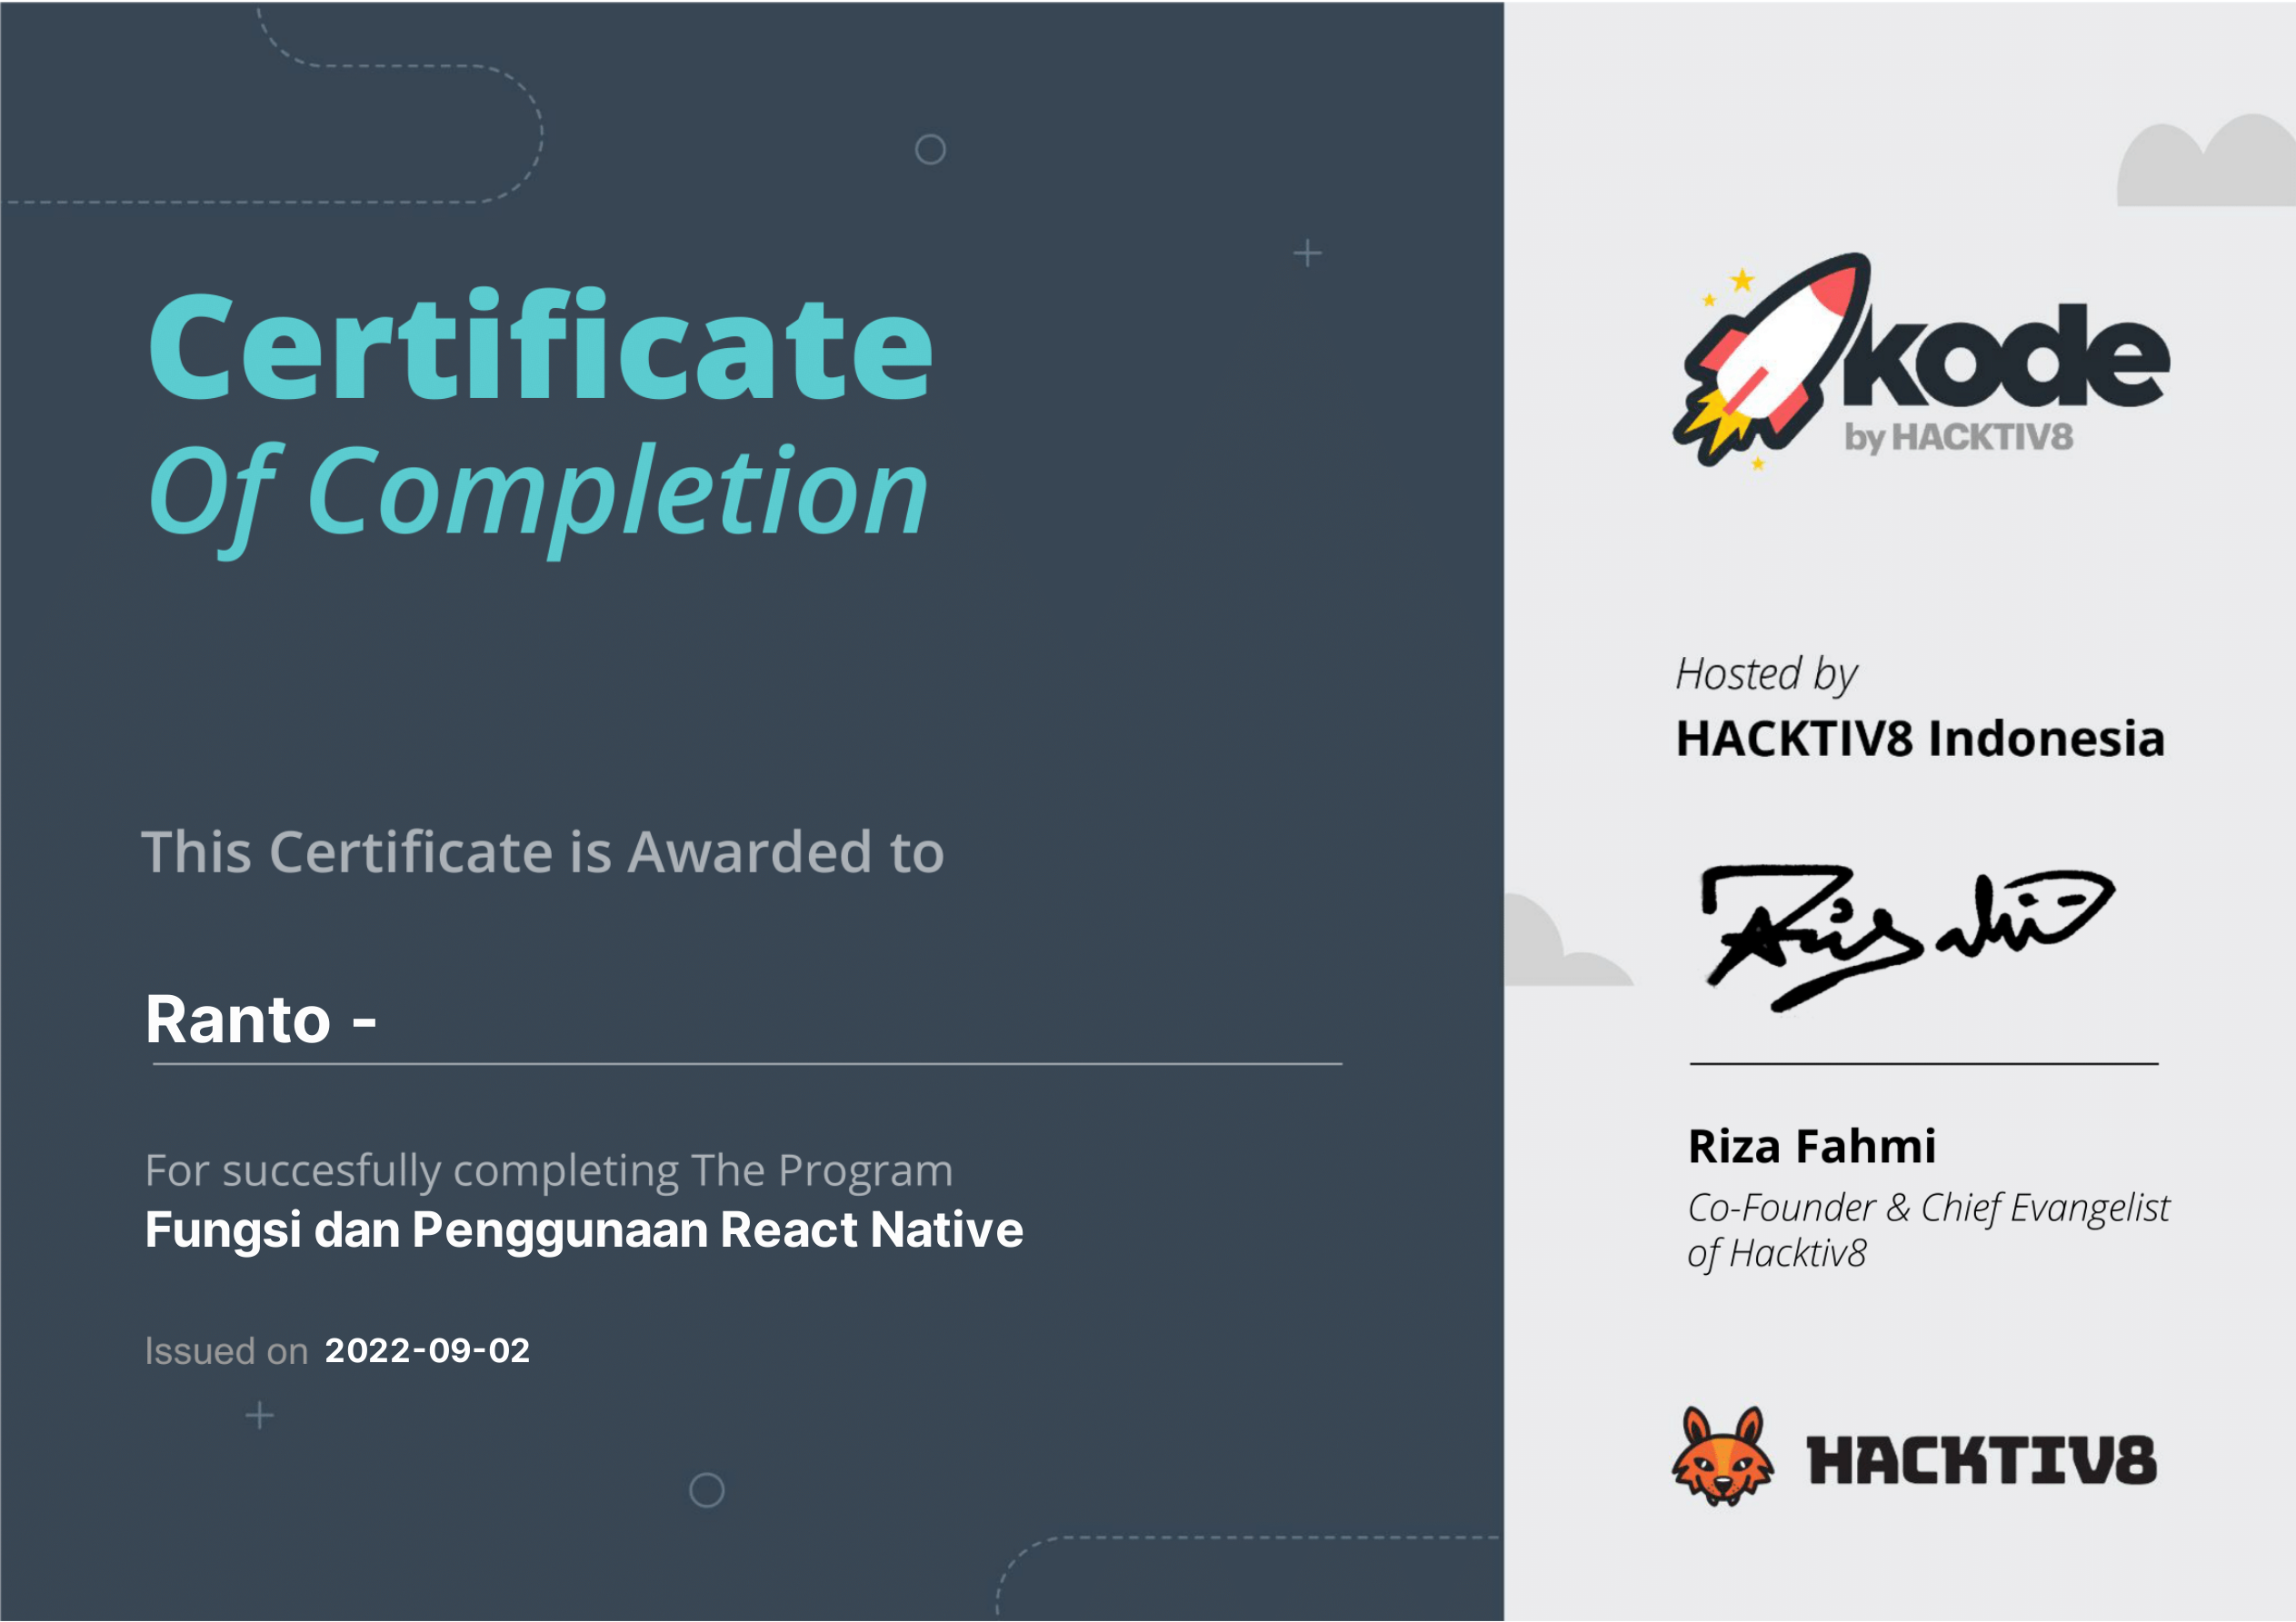 Certificate
Of Completion
This Certificate is Awarded to
Ranto -
For succesfully completing The Program
Fungsi dan Penggunaan React Native
Issued on 2022-09-02
kode
by HACKTIV8
Hosted by
HACKTIV8 Indonesia
Riza Fahmi
Co-Founder & Chief Evangelist
of Hacktiv8
HACKTIV8